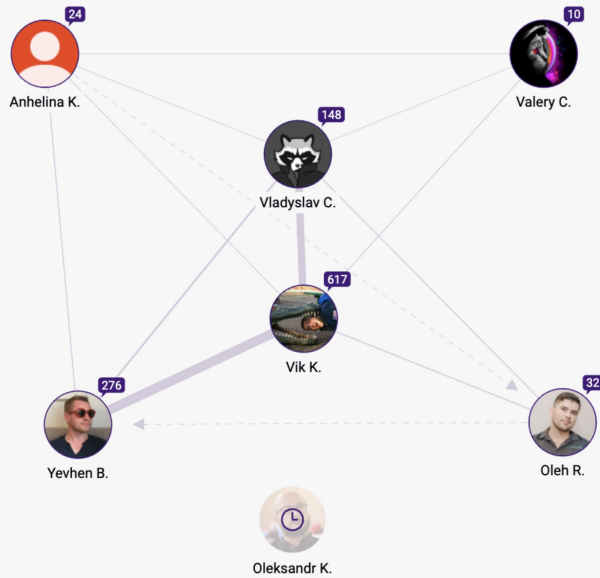 24
10
Anhelina K.
Valery C.
148
Vladyslav C.
617
Vik K.
276
32
Yevhen B.
Oleh R.
Oleksandr K.